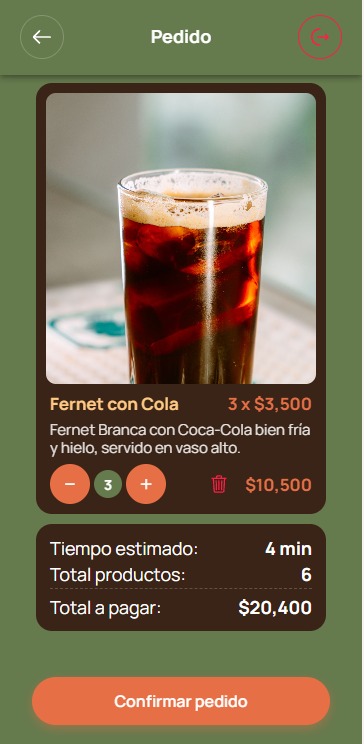 Pedido
Fernet con Cola 3 x $3,500
Fernet Branca con Coca-Cola bien fría
y hielo, servido en vaso alto.
− 3 + $10,500
Tiempo estimado: 4 min
Total productos: 6
Total a pagar: $20,400
Confirmar pedido